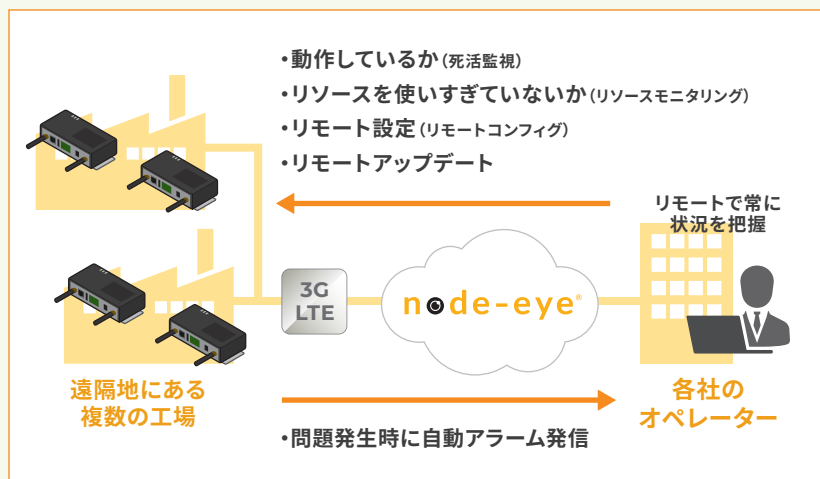 ・動作しているか(死活監視)
・リソースを使いすぎていないか(リソースモニタリング)
・リモート設定(リモートコンフィグ)
・リモートアップデート
リモートで常に
状況を把握
3G
LTE
node-eye®
遠隔地にある
複数の工場
各社の
オペレーター
・問題発生時に自動アラーム発信